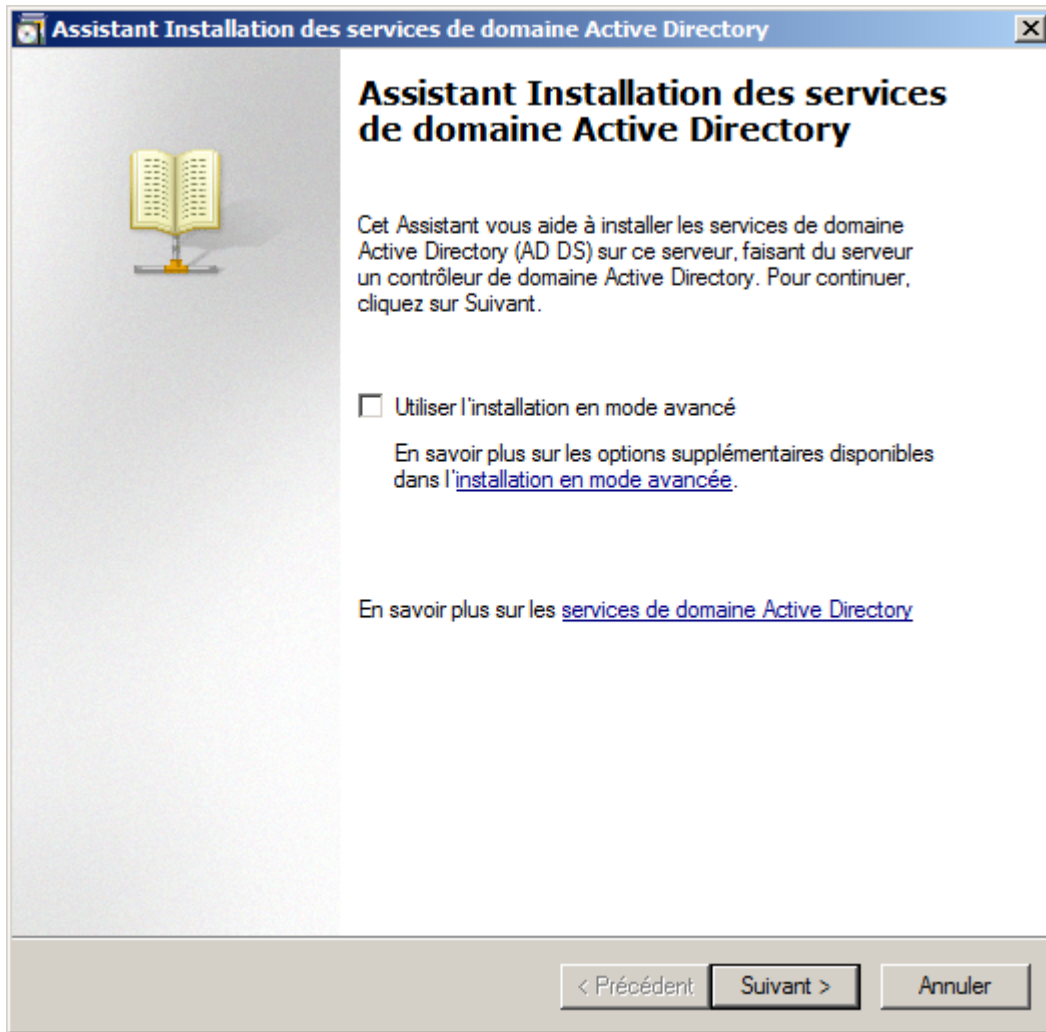 Assistant Installation des services de domaine Active Directory
Assistant Installation des services
de domaine Active Directory
Cet Assistant vous aide à installer les services de domaine
Active Directory (AD DS) sur ce serveur, faisant du serveur
un contrôleur de domaine Active Directory. Pour continuer,
cliquez sur Suivant.
Utiliser l'installation en mode avancé
En savoir plus sur les options supplémentaires disponibles
dans l'installation en mode avancée.
En savoir plus sur les services de domaine Active Directory
< Précédent Suivant > Annuler